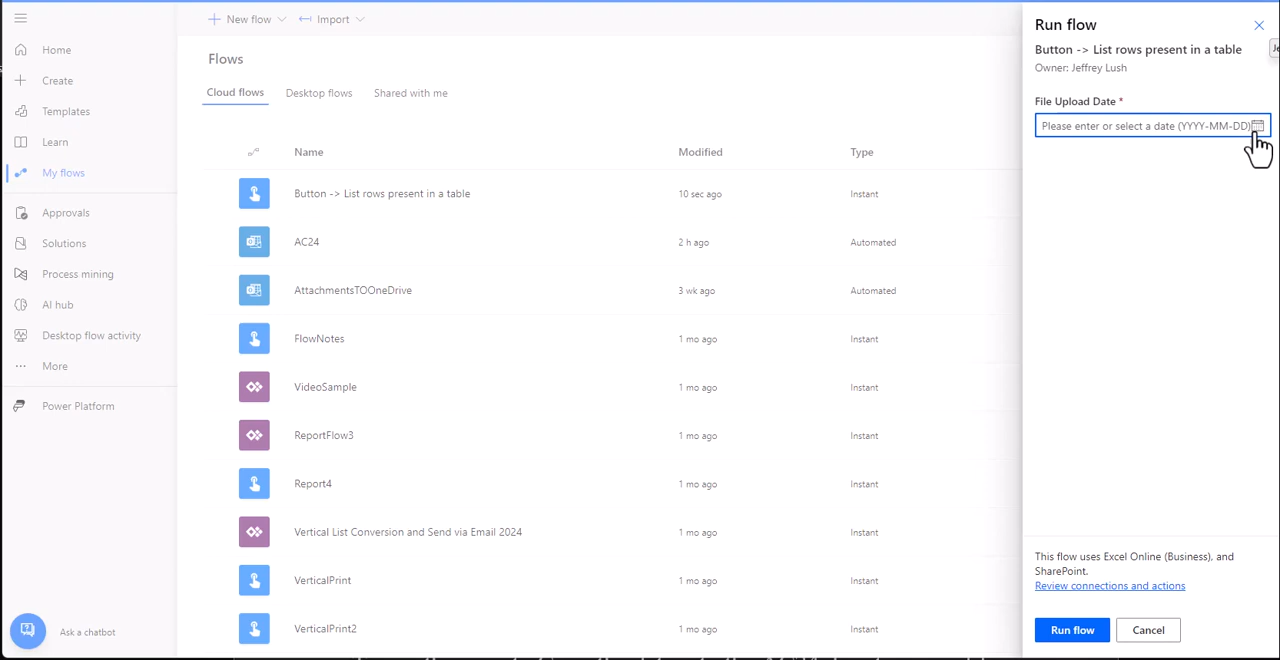 New flow
Import
Run flow
Button -> List rows present in a table
Owner: Jeffrey Lush
File Upload Date *
Please enter or select a date (YYYY-MM-DD)
Home
Create
Templates
Learn
My flows
Approvals
Solutions
Process mining
AI hub
Desktop flow activity
More
Power Platform
Ask a chatbot
Flows
Cloud flows Desktop flows Shared with me
Name Modified Type
Button -> List rows present in a table 10 sec ago Instant
AC24 2 h ago Automated
AttachmentsTOOneDrive 3 wk ago Automated
FlowNotes 1 mo ago Instant
VideoSample 1 mo ago Instant
ReportFlow3 1 mo ago Instant
Report4 1 mo ago Instant
Vertical List Conversion and Send via Email 2024 1 mo ago Instant
VerticalPrint 1 mo ago Instant
VerticalPrint2 1 mo ago Instant
This flow uses Excel Online (Business), and
SharePoint.
Review connections and actions
Run flow Cancel